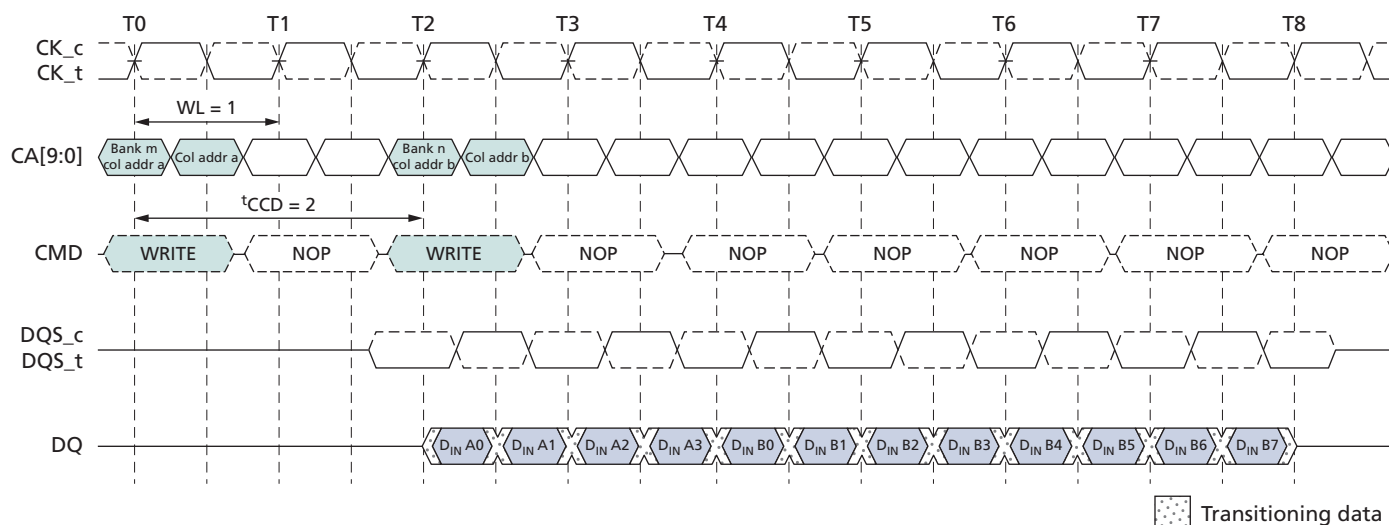 T0 T1 T2 T3 T4 T5 T6 T7 T8
CK_c
CK_t
WL = 1
CA[9:0]
Bank m
col addr a
Col addr a
Bank n
col addr b
Col addr b
tCCD = 2
CMD WRITE NOP WRITE NOP NOP NOP NOP NOP NOP
DQS_c
DQS_t
DQ DIN A0 DIN A1 DIN A2 DIN A3 DIN B0 DIN B1 DIN B2 DIN B3 DIN B4 DIN B5 DIN B6 DIN B7
Transitioning data